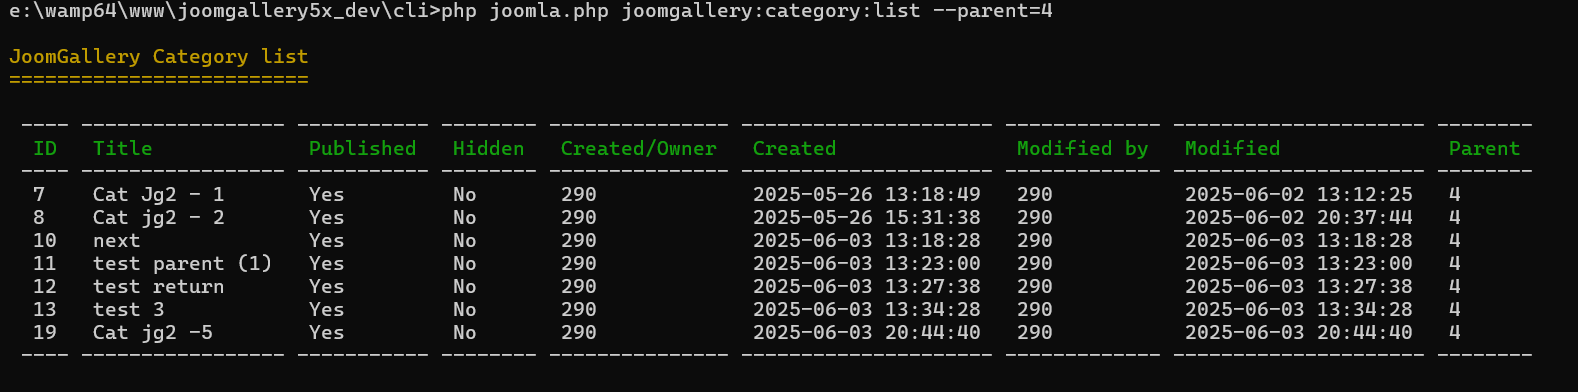 e:\wamp64\www\joomgallery5x_dev\cli>php joomla.php joomgallery:category:list --parent=4
JoomGallery Category list
=========================
---- ----------------- ----------- -------- --------------- --------------------- ------------- --------------------- --------
ID Title Published Hidden Created/Owner Created Modified by Modified Parent
---- ----------------- ----------- -------- --------------- --------------------- ------------- --------------------- --------
7 Cat Jg2 - 1 Yes No 290 2025-05-26 13:18:49 290 2025-06-02 13:12:25 4
8 Cat jg2 - 2 Yes No 290 2025-05-26 15:31:38 290 2025-06-02 20:37:44 4
10 next Yes No 290 2025-06-03 13:18:28 290 2025-06-03 13:18:28 4
11 test parent (1) Yes No 290 2025-06-03 13:23:00 290 2025-06-03 13:23:00 4
12 test return Yes No 290 2025-06-03 13:27:38 290 2025-06-03 13:27:38 4
13 test 3 Yes No 290 2025-06-03 13:34:28 290 2025-06-03 13:34:28 4
19 Cat jg2 -5 Yes No 290 2025-06-03 20:44:40 290 2025-06-03 20:44:40 4
---- ----------------- ----------- -------- --------------- --------------------- ------------- --------------------- --------